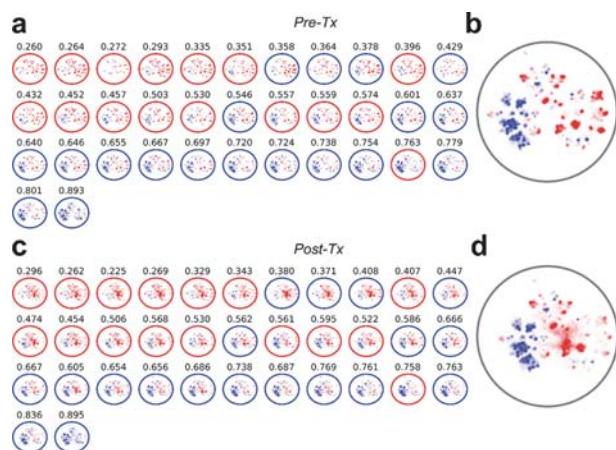 a
Pre-Tx
b
0.260 0.264 0.272 0.293 0.335 0.351 0.358 0.364 0.378 0.396 0.429
0.432 0.452 0.457 0.503 0.530 0.546 0.557 0.559 0.574 0.601 0.637
0.640 0.646 0.655 0.667 0.697 0.720 0.724 0.738 0.754 0.763 0.779
0.801 0.893
c
Post-Tx
d
0.296 0.262 0.225 0.269 0.329 0.343 0.380 0.371 0.408 0.407 0.447
0.474 0.454 0.506 0.568 0.530 0.562 0.561 0.595 0.522 0.586 0.666
0.667 0.605 0.654 0.656 0.686 0.738 0.687 0.769 0.761 0.758 0.763
0.836 0.895